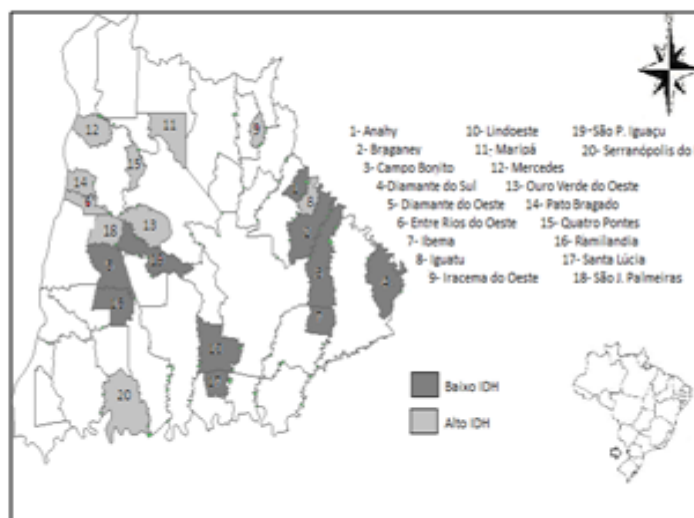 1- Anahy 10- Lindoeste 19-São P. Iguaçu
2- Braganey 11- Maripá 20- Serranópolis do
3- Campo Bonito 12- Mercedes
4-Diamante do Sul 13- Ouro Verde do Oeste
5- Diamante do Oeste 14- Pato Bragado
6- Entre Rios do Oeste 15- Quatro Pontes
7- Ibema 16- Ramilandia
8- Iguatu 17- Santa Lúcia
9- Iracema do Oeste 18- São J. Palmeiras
12
11
9
15
14
8
18
13
20
Baixo IDH
Alto IDH